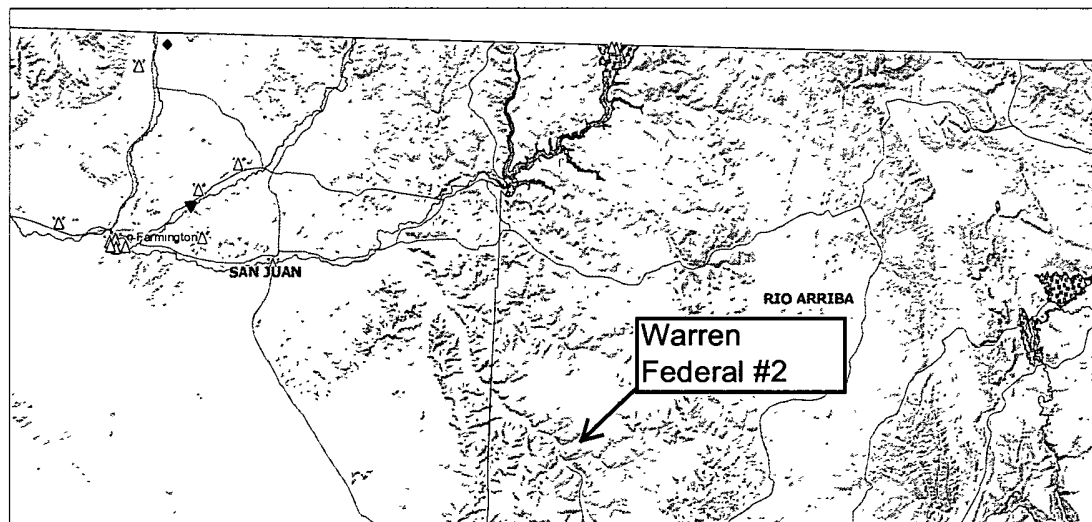 Farmington
SAN JUAN
RIO ARRIBA
Warren
Federal #2